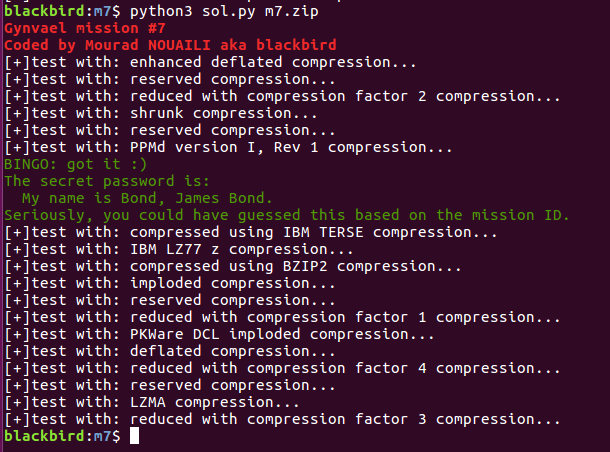 blackbird:m7$ python3 sol.py m7.zip
Gynvael mission #7
Coded by Mourad NOUAILI aka blackbird
[+]test with: enhanced deflated compression...
[+]test with: reserved compression...
[+]test with: reduced with compression factor 2 compression...
[+]test with: shrunk compression...
[+]test with: reserved compression...
[+]test with: PPMd version I, Rev 1 compression...
BINGO: got it :)
The secret password is:
  My name is Bond, James Bond.
Seriously, you could have guessed this based on the mission ID.
[+]test with: compressed using IBM TERSE compression...
[+]test with: IBM LZ77 z compression...
[+]test with: compressed using BZIP2 compression...
[+]test with: imploded compression...
[+]test with: reserved compression...
[+]test with: reduced with compression factor 1 compression...
[+]test with: PKWare DCL imploded compression...
[+]test with: deflated compression...
[+]test with: reduced with compression factor 4 compression...
[+]test with: reserved compression...
[+]test with: LZMA compression...
[+]test with: reduced with compression factor 3 compression...
blackbird:m7$